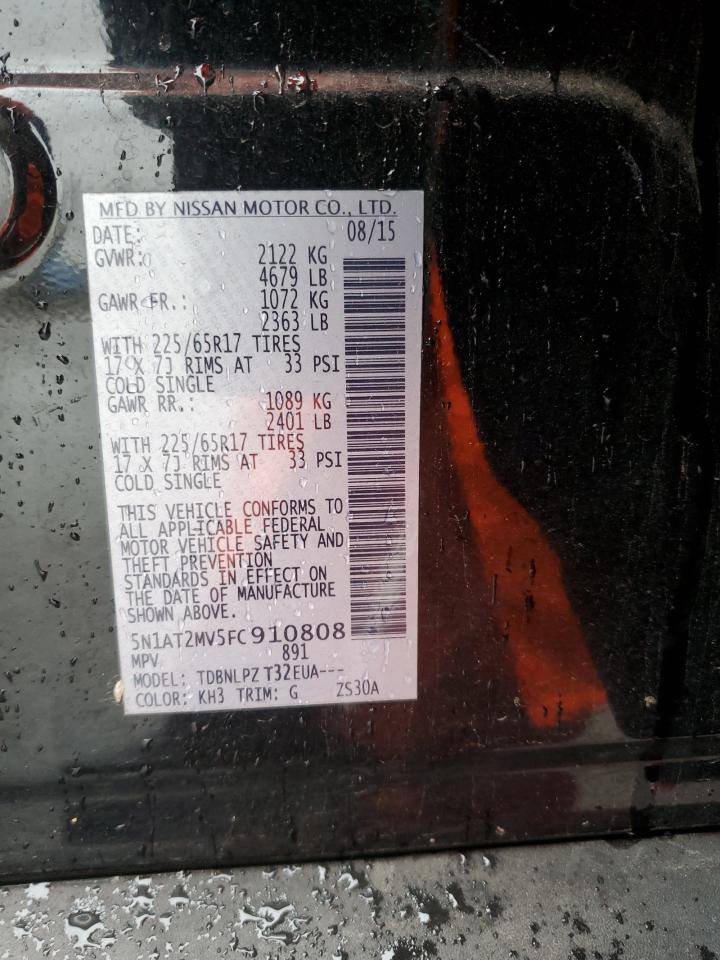 MFD BY NISSAN MOTOR CO., LTD.
DATE: 08/15
GVWR: 2122 KG
4679 LB
GAWR FR.: 1072 KG
2363 LB
WITH 225/65R17 TIRES
17 X 7J RIMS AT 33 PSI
COLD SINGLE
GAWR RR.: 1089 KG
2401 LB
WITH 225/65R17 TIRES
17 X 7J RIMS AT 33 PSI
COLD SINGLE
THIS VEHICLE CONFORMS TO
ALL APPLICABLE FEDERAL
MOTOR VEHICLE SAFETY AND
THEFT PREVENTION
STANDARDS IN EFFECT ON
THE DATE OF MANUFACTURE
SHOWN ABOVE.
5N1AT2MV5FC910808
MPV 891
MODEL: TDBNLPZ T32EUA---
COLOR: KH3 TRIM: G ZS30A